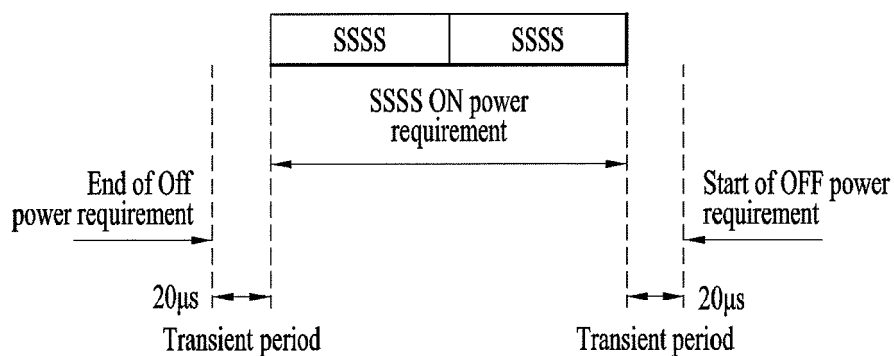 SSSS SSSS
SSSS ON power
requirement
End of Off
power requirement
Start of OFF power
requirement
20μs
20μs
Transient period
Transient period